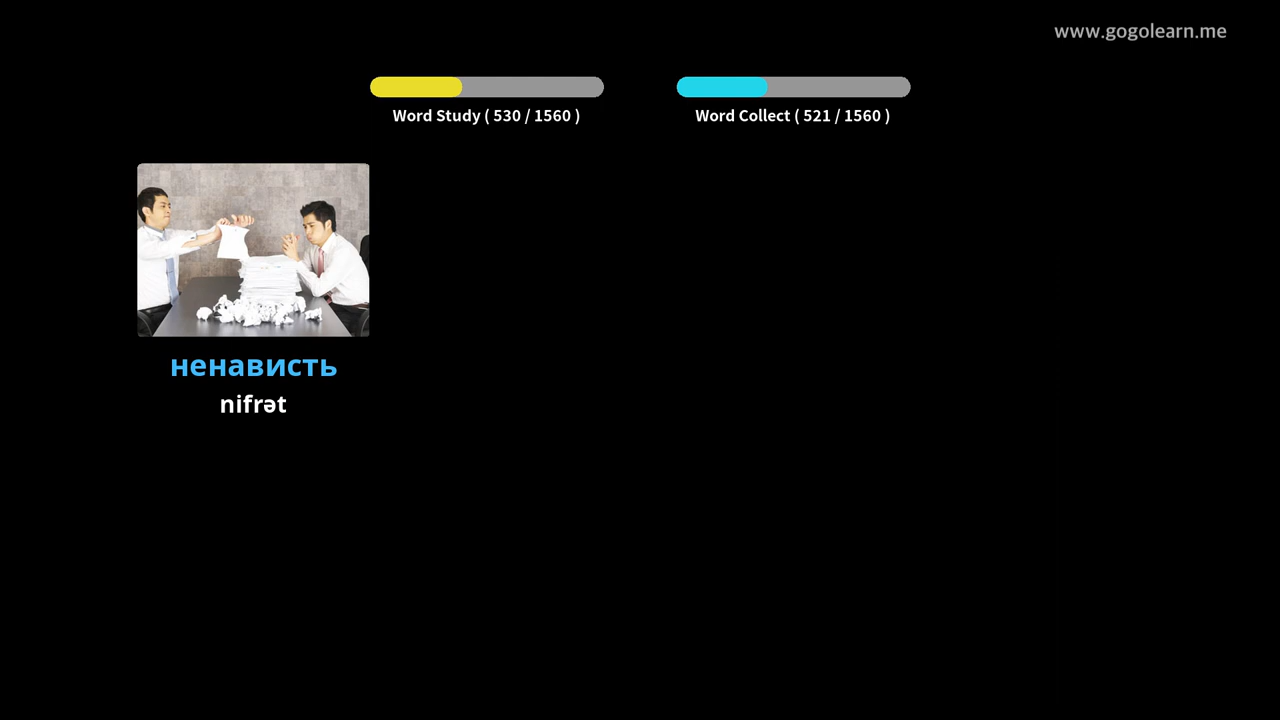 www.gogolearn.me
Word Study ( 530 / 1560 )
Word Collect ( 521 / 1560 )
ненависть
nifrət